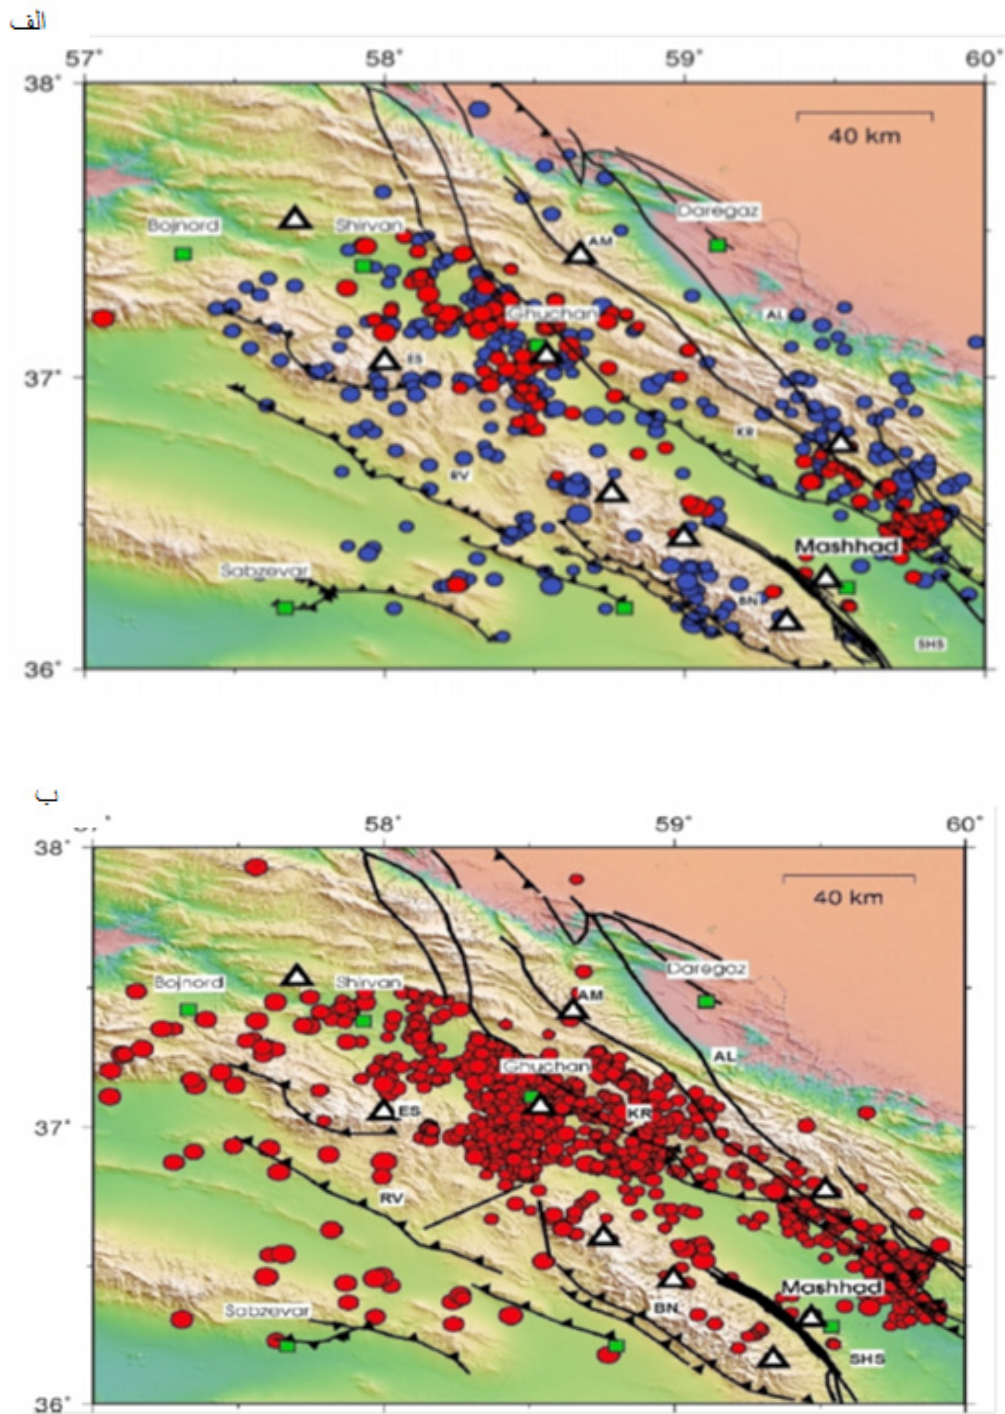 الف
57° 58° 59° 60°
38°
40 km
Daregaz
Bojnord Shirvan
AM
Ghuchan AL
37°
ES
KR
RV
Mashhad
Sabzevar
BN
SHS
36°
ب
58° 59° 60°
38°
40 km
Daregaz
Bojnord Shirvan
AM
AL
Ghuchan
37° ES KR
RV
Mashhad
Sabzevar BN
SHS
36°